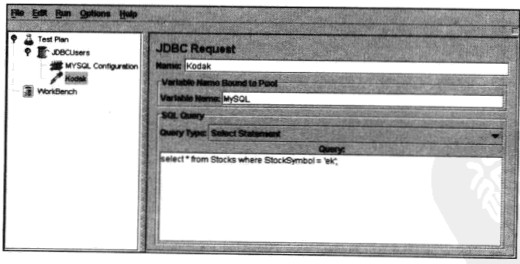 File Edit Run Options Help
Test Plan
JDBCUsers
MYSQL Configuration
Kodak
WorkBench
JDBC Request
Name: Kodak
Variable Name Bound to Pool
Variable Name: MySQL
SQL Query
Query Type: Select Statement
Query:
select * from Stocks where StockSymbol = 'ek';